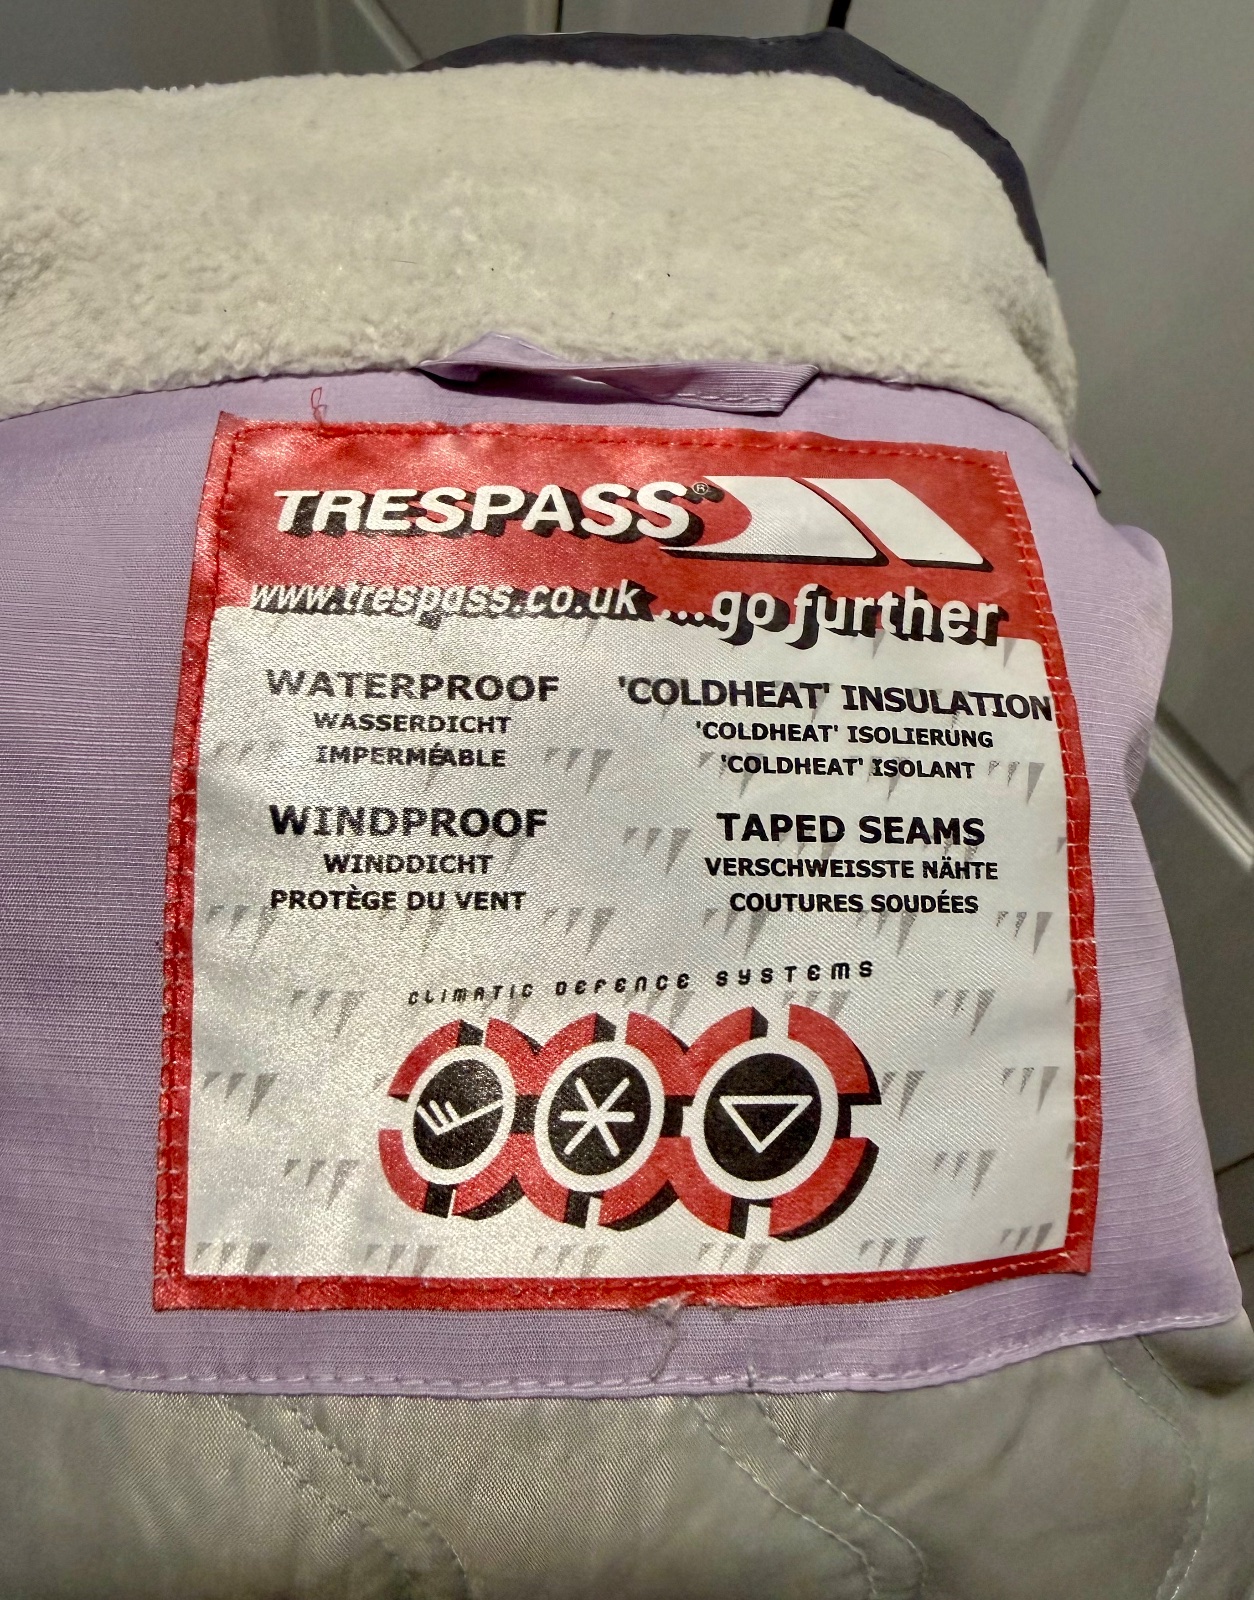 TRESPASS®
www.trespass.co.uk ...go further
WATERPROOF
WASSERDICHT
IMPERMÉABLE
'COLDHEAT' INSULATION
'COLDHEAT' ISOLIERUNG
'COLDHEAT' ISOLANT
WINDPROOF
WINDDICHT
PROTÈGE DU VENT
TAPED SEAMS
VERSCHWEISSTE NÄHTE
COUTURES SOUDÉES
CLIMATIC DEFENCE SYSTEMS